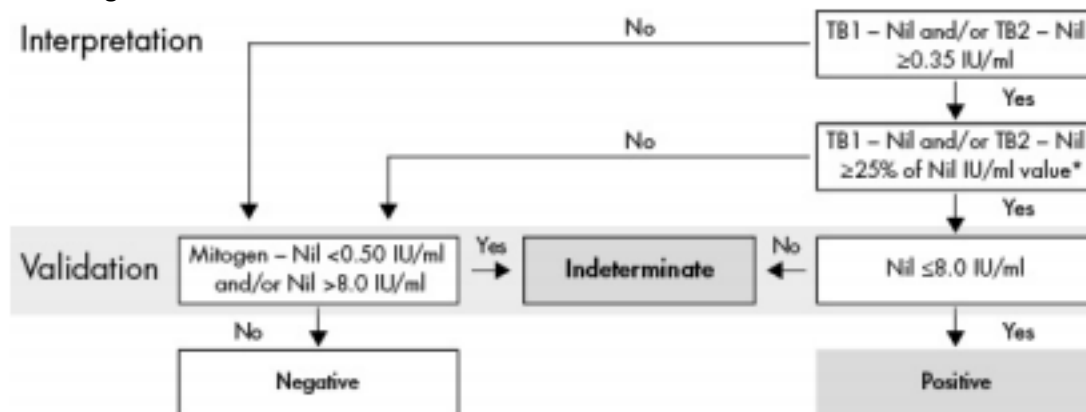 Interpretation
No
TB1 – Nil and/or TB2 – Nil
≥0.35 IU/ml
Yes
No
TB1 – Nil and/or TB2 – Nil
≥25% of Nil IU/ml value*
Yes
Validation
Mitogen – Nil <0.50 IU/ml
and/or Nil >8.0 IU/ml
Yes
Indeterminate
No
Nil ≤8.0 IU/ml
No
Yes
Negative
Positive